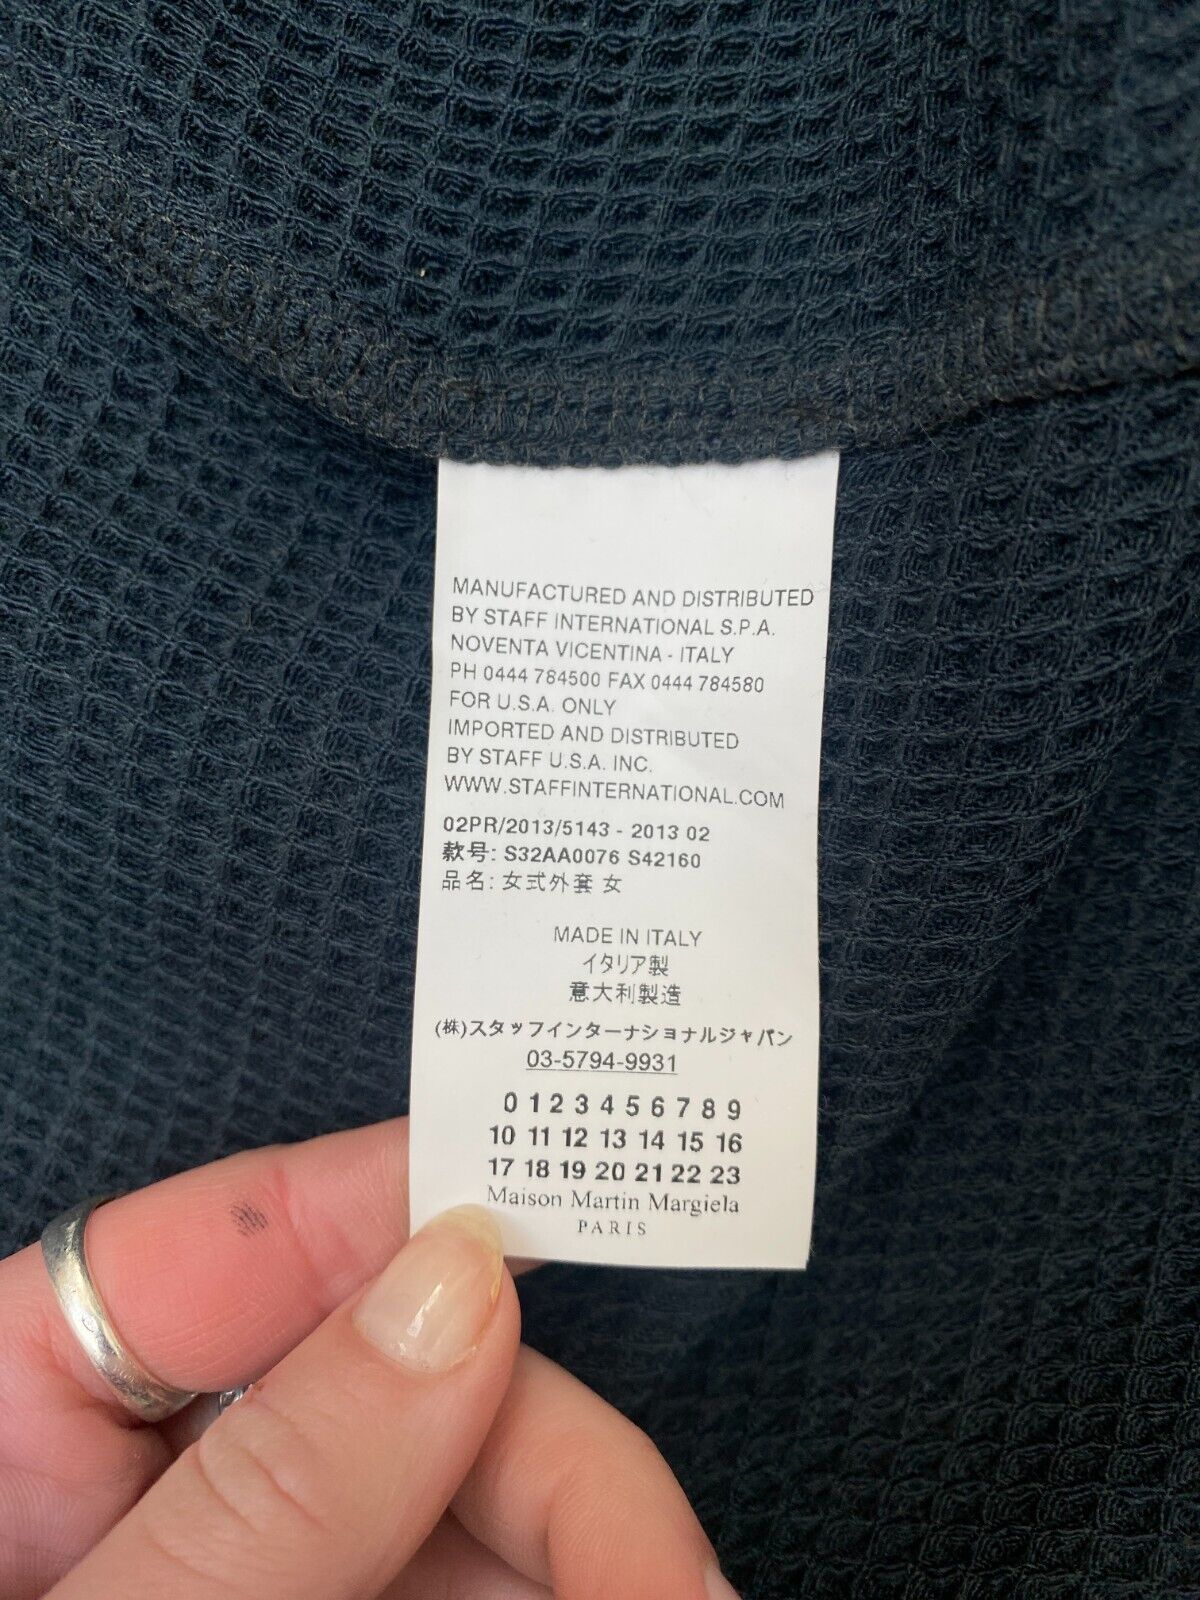 MANUFACTURED AND DISTRIBUTED
BY STAFF INTERNATIONAL S.P.A.
NOVENTA VICENTINA - ITALY
PH 0444 784500 FAX 0444 784580
FOR U.S.A. ONLY
IMPORTED AND DISTRIBUTED
BY STAFF U.S.A. INC.
WWW.STAFFINTERNATIONAL.COM
02PR/2013/5143 - 2013 02
款号: S32AA0076 S42160
品名: 女式外套 女
MADE IN ITALY
イタリア製
意大利製造
(株)スタッフインターナショナルジャパン
03-5794-9931
0 1 2 3 4 5 6 7 8 9
10 11 12 13 14 15 16
17 18 19 20 21 22 23
Maison Martin Margiela
PARIS